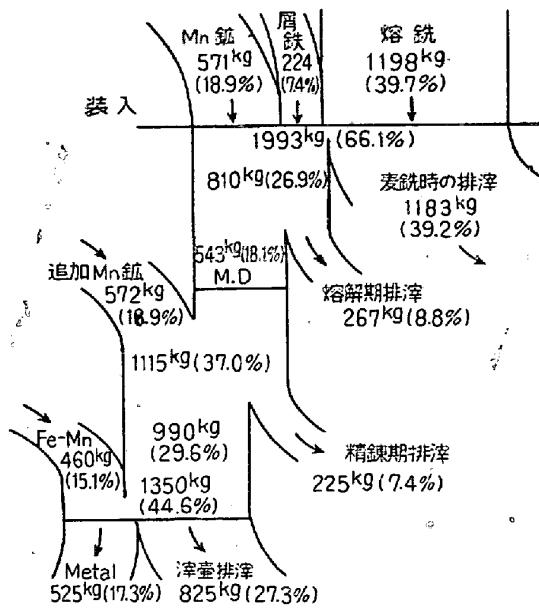 Mn 鉱
571kg
(18.9%)
屑
鉄
224
(7.4%)
熔 銑
1198kg
(39.7%)
装 入
1993kg(66.1%)
810kg(26.9%)
麦銑時の排滓
1183kg
(39.2%)
543kg(18.1%)
M.D
追加Mn鉱
572kg
(18.9%)
熔解期排滓
267kg(8.8%)
1115kg(37.0%)
Fe-Mn
460kg
(15.1%)
990kg
(29.6%)
精錬期排滓
225kg(7.4%)
1350kg
(44.6%)
Metal
525kg(17.3%)
滓壷排滓
825kg(27.3%)